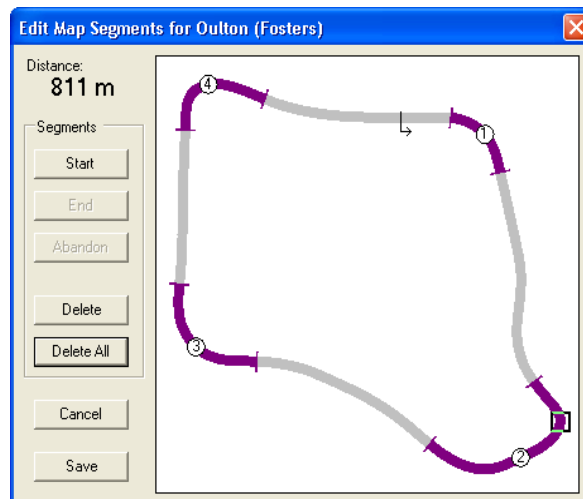 Edit Map Segments for Oulton (Fosters)
Distance:
811 m
Segments
Start
End
Abandon
Delete
Delete All
Cancel
Save
4
1
3
2